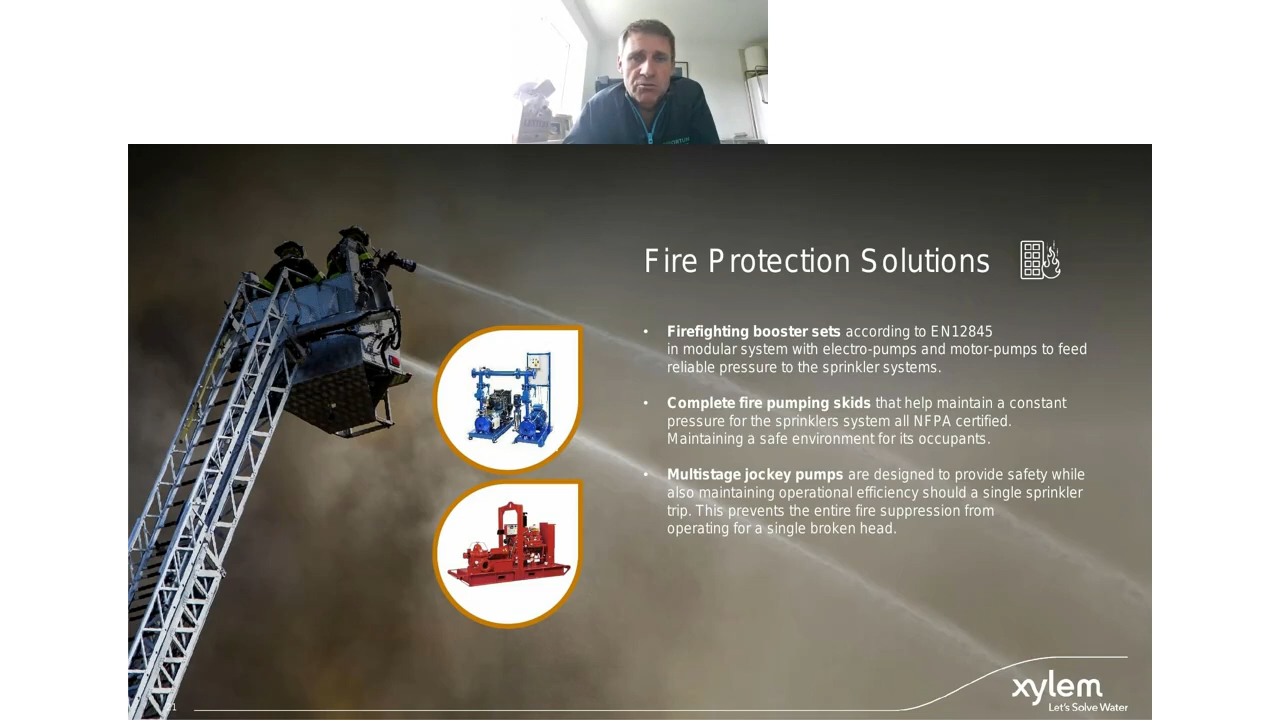 Fire Protection Solutions
• Firefighting booster sets according to EN12845
in modular system with electro-pumps and motor-pumps to feed
reliable pressure to the sprinkler systems.
• Complete fire pumping skids that help maintain a constant
pressure for the sprinklers system all NFPA certified.
Maintaining a safe environment for its occupants.
• Multistage jockey pumps are designed to provide safety while
also maintaining operational efficiency should a single sprinkler
trip. This prevents the entire fire suppression from
operating for a single broken head.
xylem
Let's Solve Water